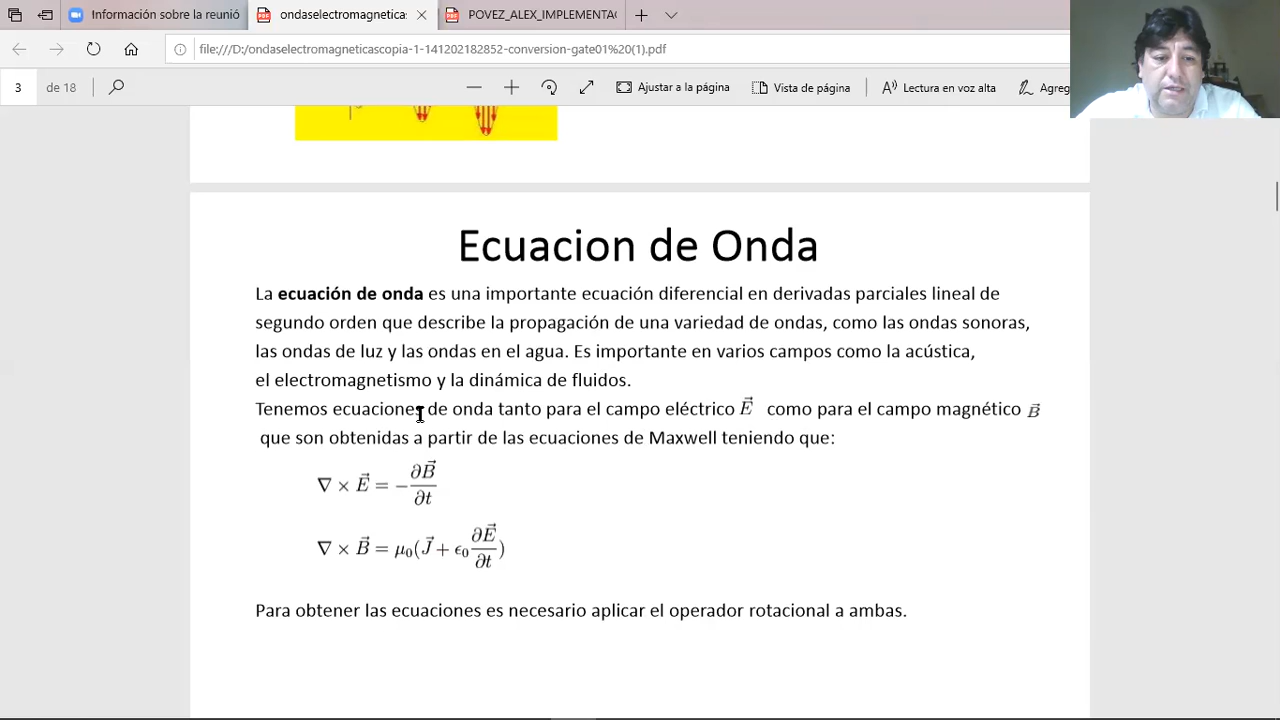 Información sobre la reunió
ondaselectromagnetica:
POVEZ_ALEX_IMPLEMENTAC
file:///D:/ondaselectromagneticascopia-1-141202182852-conversion-gate01%20(1).pdf
3 de 18
Ajustar a la página
Vista de página
Lectura en voz alta
Agreg
Ecuacion de Onda
La ecuación de onda es una importante ecuación diferencial en derivadas parciales lineal de
segundo orden que describe la propagación de una variedad de ondas, como las ondas sonoras,
las ondas de luz y las ondas en el agua. Es importante en varios campos como la acústica,
el electromagnetismo y la dinámica de fluidos.
Tenemos ecuaciones de onda tanto para el campo eléctrico E⃗ como para el campo magnético B⃗
que son obtenidas a partir de las ecuaciones de Maxwell teniendo que:
∇ × E⃗ = −∂B⃗/∂t
∇ × B⃗ = μ₀(J⃗ + ϵ₀ ∂E⃗/∂t)
Para obtener las ecuaciones es necesario aplicar el operador rotacional a ambas.